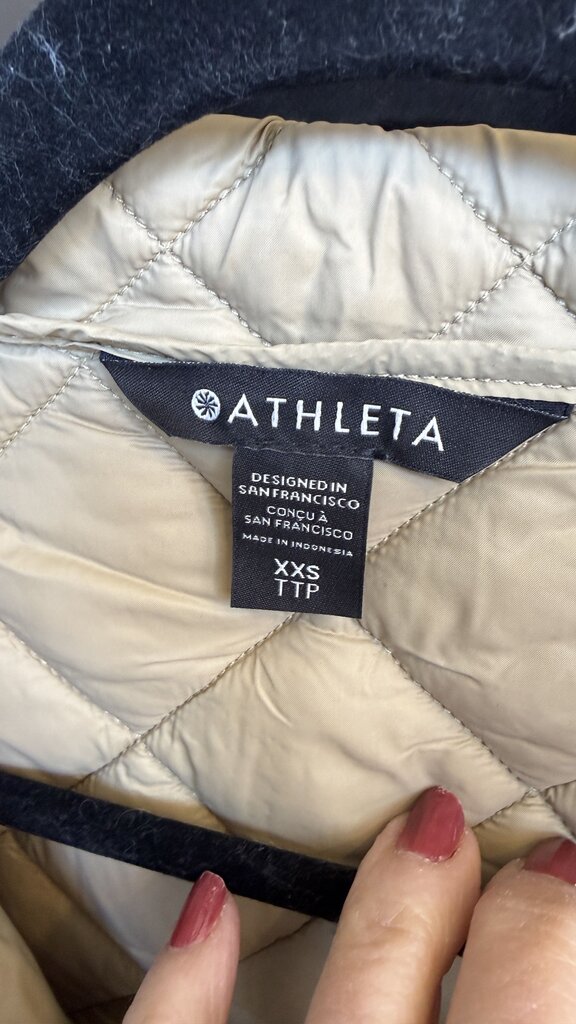 ATHLETA
DESIGNED IN
SAN FRANCISCO
CONÇU À
SAN FRANCISCO
MADE IN INDONESIA
XXS
TTP